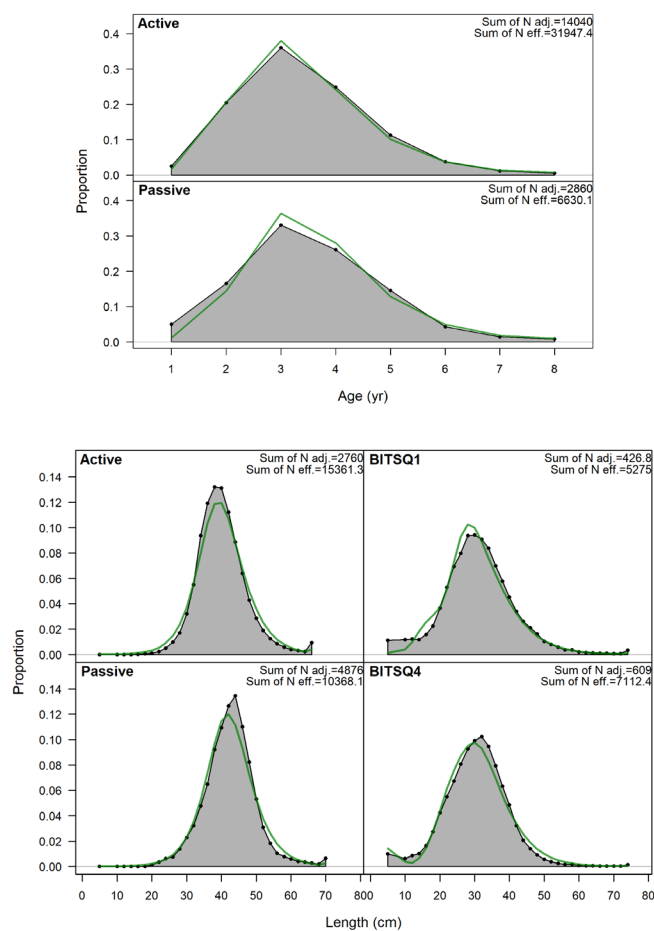 Active
Sum of N adj.=14040
Sum of N eff.=31947.4
0.4
0.3
0.2
0.1
0.0
Passive
Sum of N adj.=2860
Sum of N eff.=6630.1
0.4
0.3
0.2
0.1
0.0
Proportion
1 2 3 4 5 6 7 8
Age (yr)
Active
Sum of N adj.=2760
Sum of N eff.=15361.3
0.14
0.12
0.10
0.08
0.06
0.04
0.02
0.00
BITSQ1
Sum of N adj.=426.8
Sum of N eff.=5275
Passive
Sum of N adj.=4876
Sum of N eff.=10368.1
0.14
0.12
0.10
0.08
0.06
0.04
0.02
0.00
BITSQ4
Sum of N adj.=609
Sum of N eff.=7112.4
Proportion
0 10 20 30 40 50 60 70 800 10 20 30 40 50 60 70 80
Length (cm)